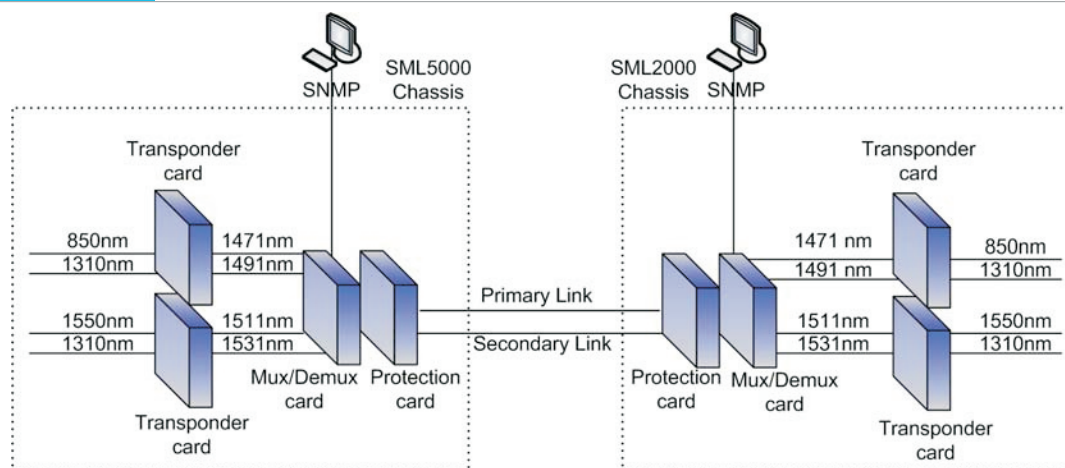 SML5000
Chassis
SNMP
SML2000
Chassis
SNMP
Transponder
card
850nm
1310nm
1471nm
1491nm
1550nm
1310nm
1511nm
1531nm
Mux/Demux
card
Protection
card
Transponder
card
Primary Link
Secondary Link
Transponder
card
1471 nm
1491 nm
850nm
1310nm
1511nm
1531nm
1550nm
1310nm
Protection
card
Mux/Demux
card
Transponder
card